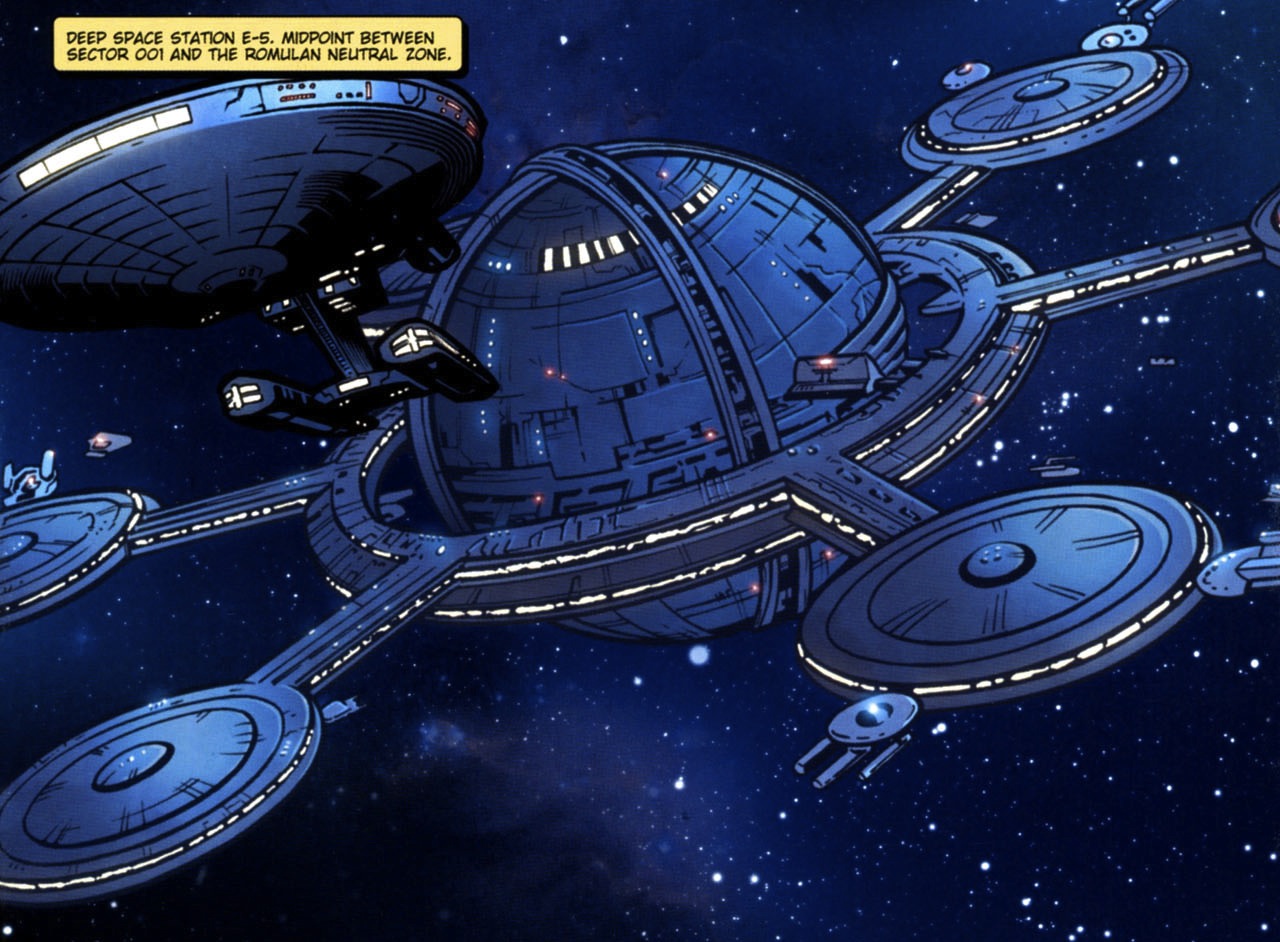 DEEP SPACE STATION E-5. MIDPOINT BETWEEN
SECTOR 001 AND THE ROMULAN NEUTRAL ZONE.